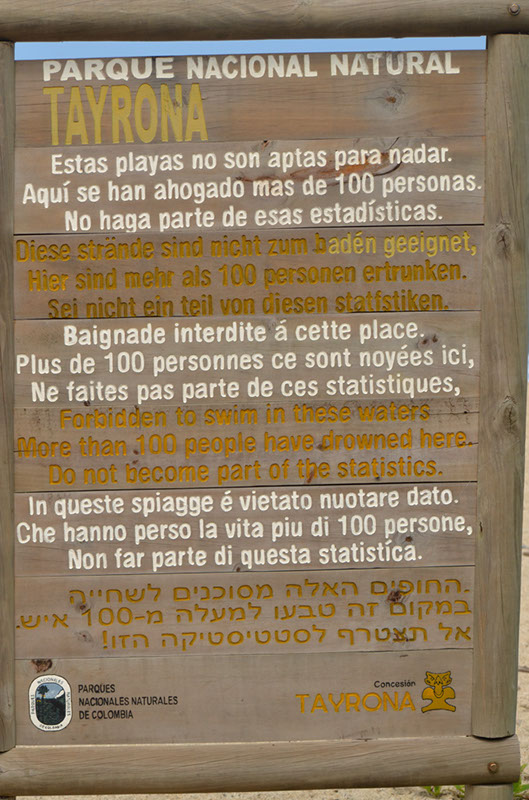 PARQUE NACIONAL NATURAL
TAYRONA
Estas playas no son aptas para nadar.
Aquí se han ahogado mas de 100 personas.
No haga parte de esas estadísticas.
Diese strände sind nicht zum badén geeignet,
Hier sind mehr als 100 personen ertrunken.
Sei nicht ein teil von diesen statfstiken.
Baignade interdite á cette place.
Plus de 100 personnes ce sont noyées ici,
Ne faites pas parte de ces statistiques,
Forbidden to swim in these waters
More than 100 people have drowned here.
Do not become part of the statistics.
In queste spiagge é vietato nuotare dato.
Che hanno perso la vita piu di 100 persone,
Non far parte di questa statistíca.
החופים האלה מסוכנים לשחייה.
במקום זה טבעו למעלה מ-100 איש.
אל תצטרף לסטטיסטיקה הזו!
PARQUES
NACIONALES NATURALES
DE COLOMBIA
Concesión
TAYRONA